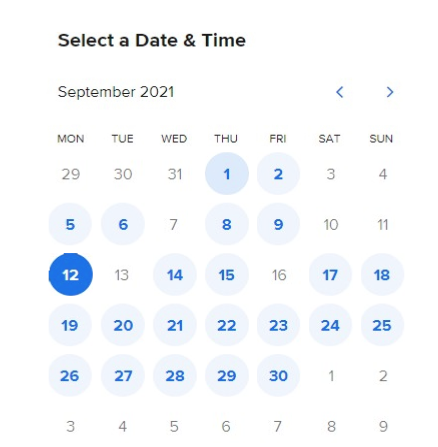 Select a Date & Time
September 2021
MON TUE WED THU FRI SAT SUN
29 30 31 1 2 3 4
5 6 7 8 9 10 11
12 13 14 15 16 17 18
19 20 21 22 23 24 25
26 27 28 29 30 1 2
3 4 5 6 7 8 9